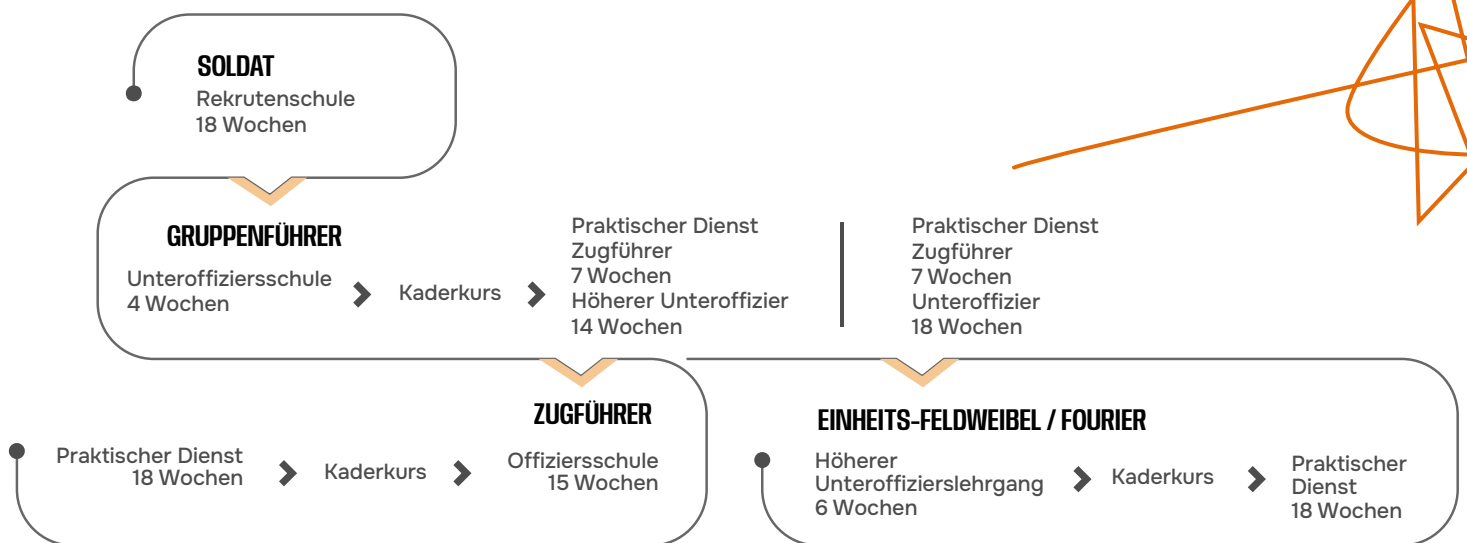 SOLDAT
Rekrutenschule
18 Wochen
GRUPPENFÜHRER
Unteroffiziersschule
4 Wochen
Kaderkurs
Praktischer Dienst
Zugführer
7 Wochen
Höherer Unteroffizier
14 Wochen
Praktischer Dienst
Zugführer
7 Wochen
Unteroffizier
18 Wochen
ZUGFÜHRER
Praktischer Dienst
18 Wochen
Kaderkurs
Offiziersschule
15 Wochen
EINHEITS-FELDWEIBEL / FOURIER
Höherer
Unteroffizierslehrgang
6 Wochen
Kaderkurs
Praktischer
Dienst
18 Wochen